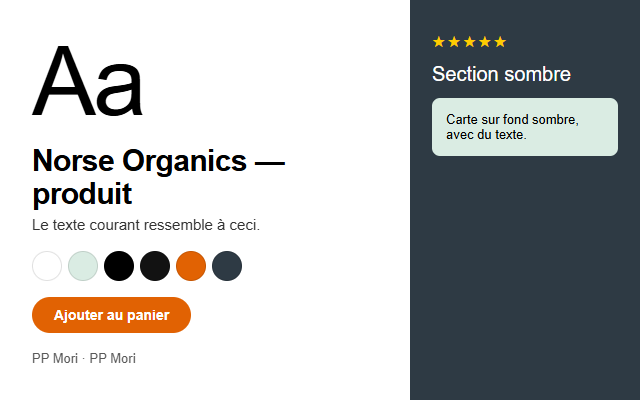 Aa
Norse Organics —
produit
Le texte courant ressemble à ceci.
Ajouter au panier
PP Mori · PP Mori
★★★★★
Section sombre
Carte sur fond sombre,
avec du texte.